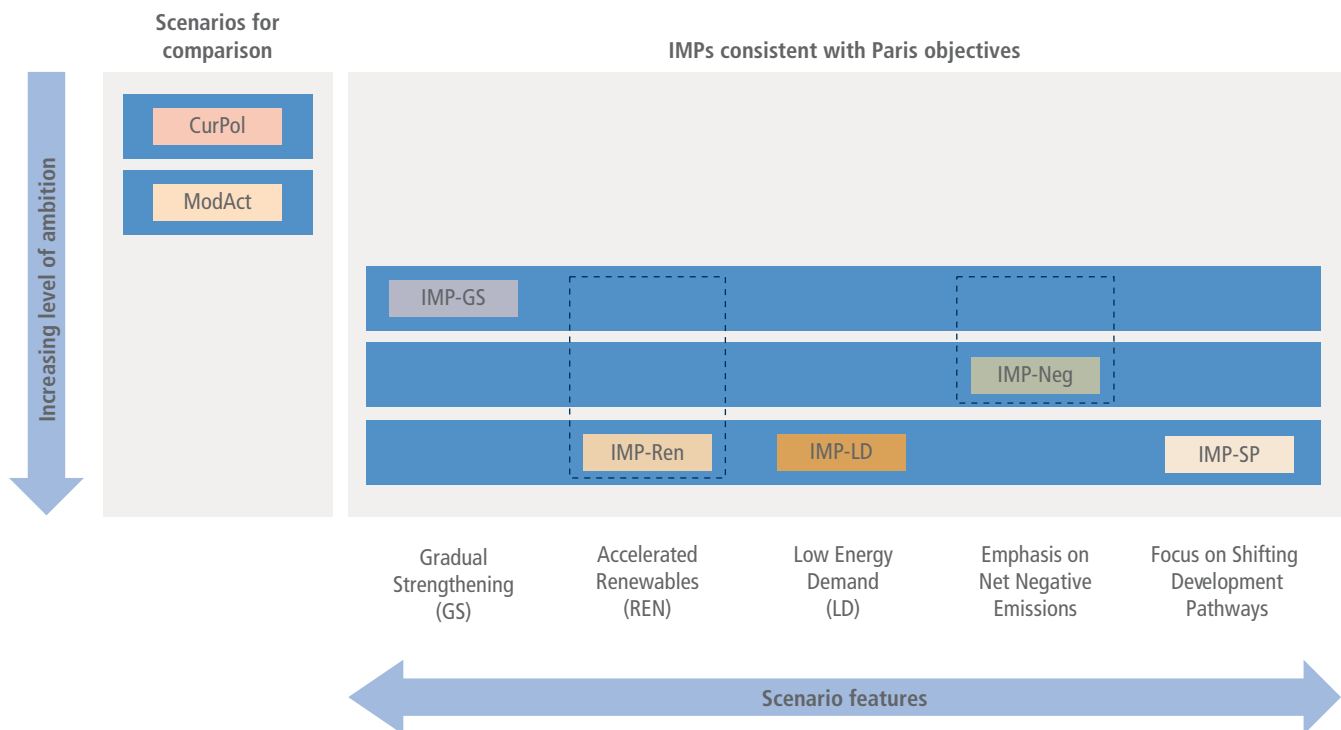 Scenarios for
comparison
IMPs consistent with Paris objectives
Increasing level of ambition
CurPol
ModAct
IMP-GS
IMP-Neg
IMP-Ren
IMP-LD
IMP-SP
Gradual
Strengthening
(GS)
Accelerated
Renewables
(REN)
Low Energy
Demand
(LD)
Emphasis on
Net Negative
Emissions
Focus on Shifting
Development
Pathways
Scenario features